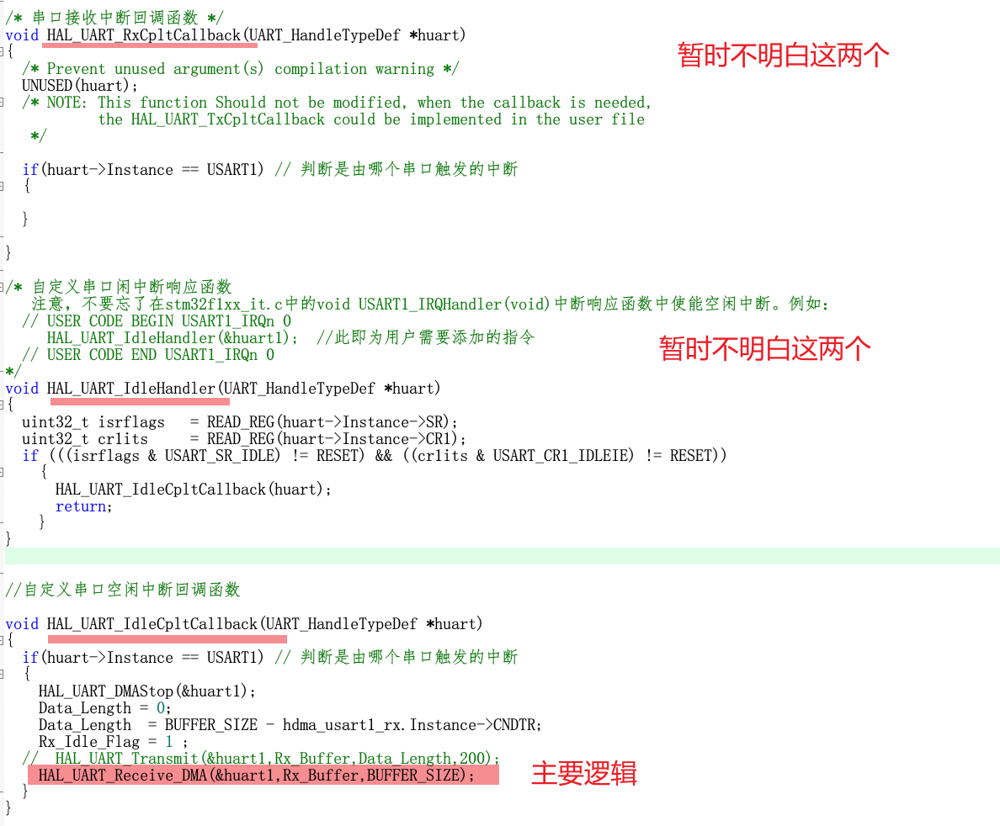 /* 串口接收中断回调函数 */
void HAL_UART_RxCpltCallback(UART_HandleTypeDef *huart)
{
暂时不明白这两个
/* Prevent unused argument(s) compilation warning */
UNUSED(huart);
/* NOTE: This function Should not be modified, when the callback is needed,
the HAL_UART_TxCpltCallback could be implemented in the user file
*/
if(huart->Instance == USART1) // 判断是由哪个串口触发的中断
{
}
}
/* 自定义串口闲中断响应函数
注意，不要忘了在stm32f1xx_it.c中的void USART1_IRQHandler(void)中断响应函数中使能空闲中断。例如：
// USER CODE BEGIN USART1_IRQn 0
HAL_UART_IdleHandler(&huart1); //此即为用户需要添加的指令
暂时不明白这两个
// USER CODE END USART1_IRQn 0
*/
void HAL_UART_IdleHandler(UART_HandleTypeDef *huart)
{
uint32_t isrflags = READ_REG(huart->Instance->SR);
uint32_t cr1its = READ_REG(huart->Instance->CR1);
if (((isrflags & USART_SR_IDLE) != RESET) && ((cr1its & USART_CR1_IDLEIE) != RESET))
{
HAL_UART_IdleCpltCallback(huart);
return;
}
}
//自定义串口空闲中断回调函数
void HAL_UART_IdleCpltCallback(UART_HandleTypeDef *huart)
{
if(huart->Instance == USART1) // 判断是由哪个串口触发的中断
{
HAL_UART_DMAStop(&huart1);
Data_Length = 0;
Data_Length = BUFFER_SIZE - hdma_usart1_rx.Instance->CNDTR;
Rx_Idle_Flag = 1 ;
// HAL_UART_Transmit(&huart1,Rx_Buffer,Data_Length,200);
HAL_UART_Receive_DMA(&huart1,Rx_Buffer,BUFFER_SIZE);
主要逻辑
}
}